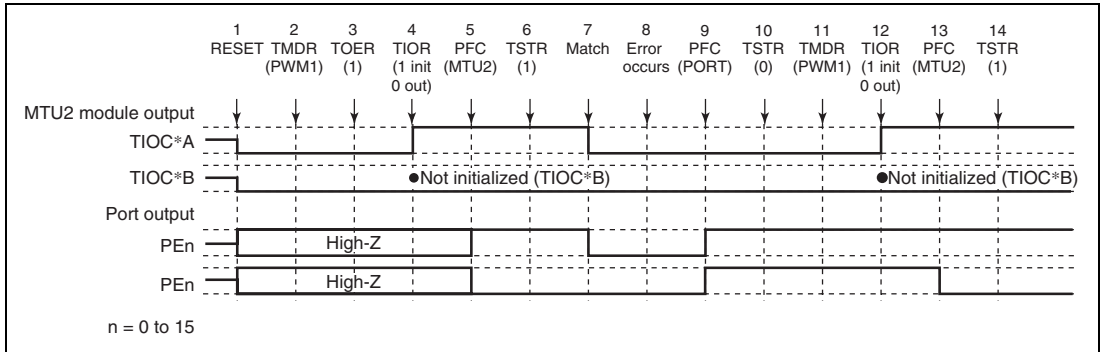 1 2 3 4 5 6 7 8 9 10 11 12 13 14
RESET TMDR TOER TIOR PFC TSTR Match Error PFC TSTR TMDR TIOR PFC TSTR
(PWM1) (1) (1 init (MTU2) (1) occurs (PORT) (0) (PWM1) (1 init (MTU2) (1)
0 out) 0 out)
MTU2 module output
TIOC*A
TIOC*B ●Not initialized (TIOC*B) ●Not initialized (TIOC*B)
Port output
PEn High-Z
PEn High-Z
n = 0 to 15